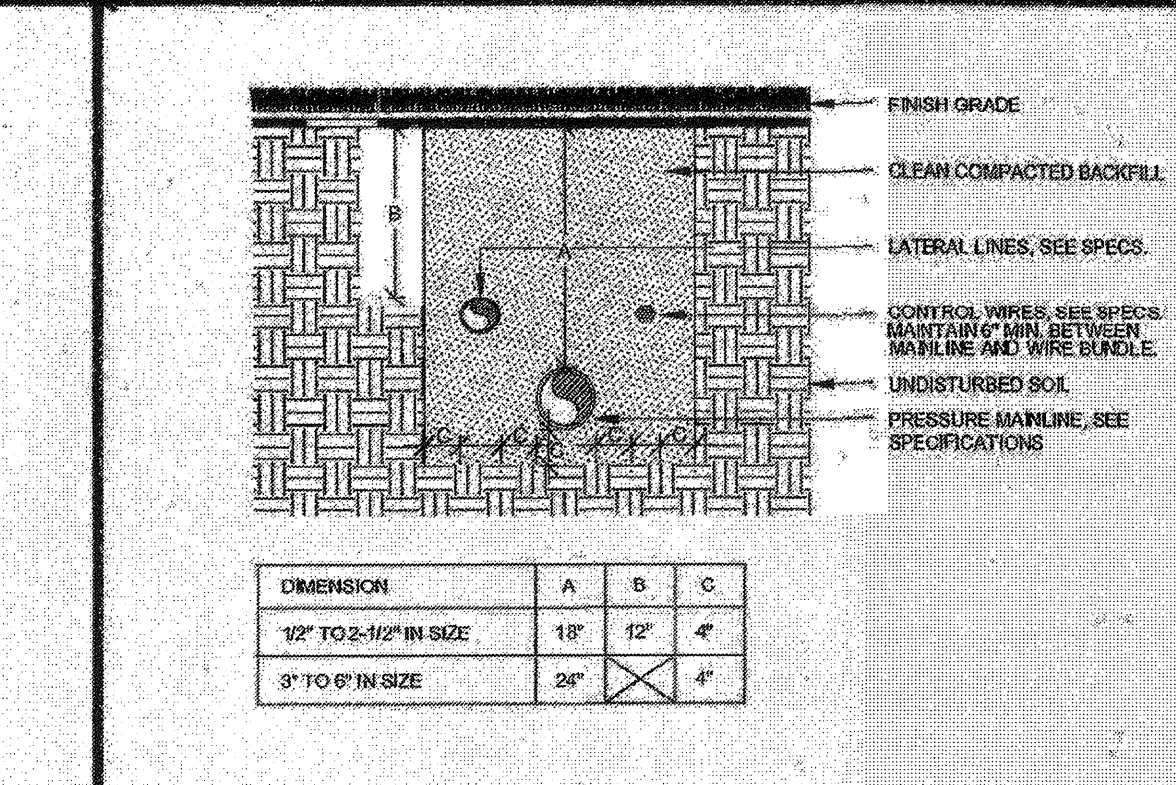 FINISH GRADE
CLEAN COMPACTED BACKFILL
B
A
LATERAL LINES, SEE SPECS.
CONTROL WIRES, SEE SPECS.
MAINTAIN 6" MIN. BETWEEN
MAINLINE AND WIRE BUNDLE.
UNDISTURBED SOIL
PRESSURE MAINLINE, SEE
SPECIFICATIONS
C C C C
C
DIMENSION A B C
1/2" TO 2-1/2" IN SIZE 18" 12" 4"
3" TO 6" IN SIZE 24" 4"